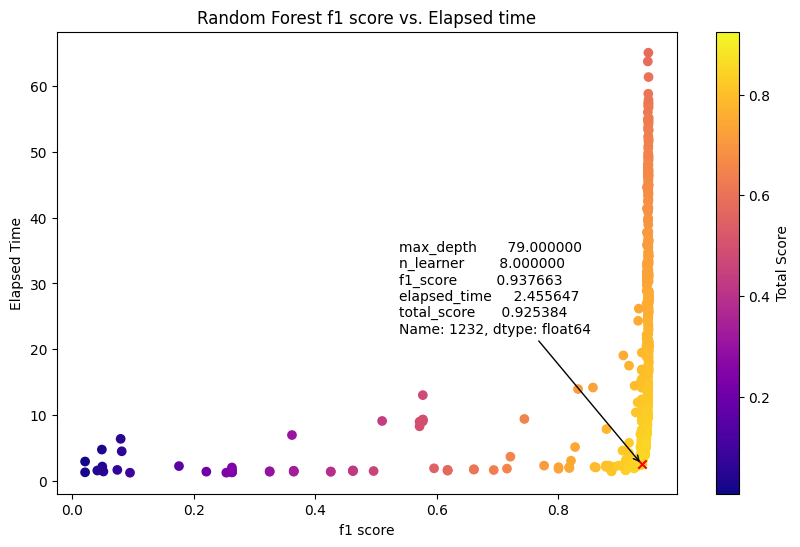 Random Forest f1 score vs. Elapsed time
Elapsed Time
60
50
40
30
20
10
0
max_depth 79.000000
n_learner 8.000000
f1_score 0.937663
elapsed_time 2.455647
total_score 0.925384
Name: 1232, dtype: float64
0.0 0.2 0.4 0.6 0.8
f1 score
0.8
0.6
0.4
0.2
Total Score